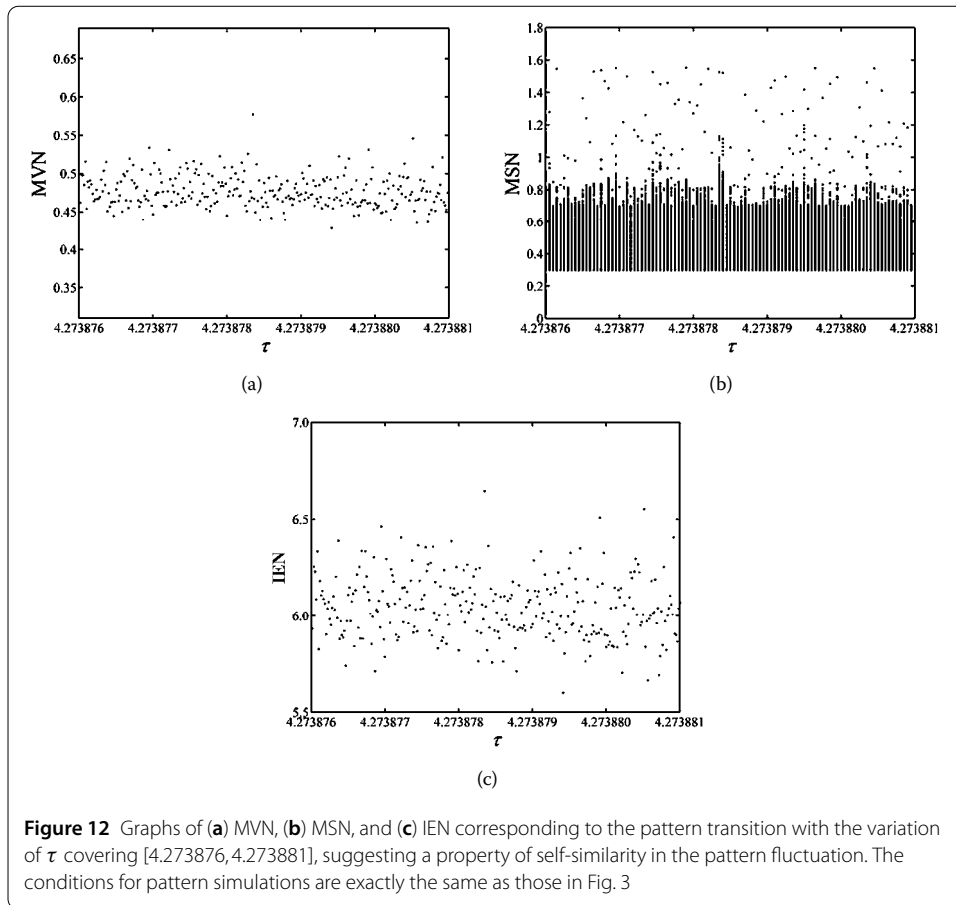 0.65
0.6
0.55
0.5
0.45
0.4
0.35
MVN
4.273876 4.273877 4.273878 4.273879 4.273880 4.273881
τ
(a)
1.8
1.6
1.4
1.2
1
0.8
0.6
0.4
0.2
0
MSN
4.273876 4.273877 4.273878 4.273879 4.273880 4.273881
τ
(b)
7.0
6.5
6.0
5.5
IEN
4.273876 4.273877 4.273878 4.273879 4.273880 4.273881
τ
(c)
Figure 12 Graphs of (a) MVN, (b) MSN, and (c) IEN corresponding to the pattern transition with the variation
of τ covering [4.273876, 4.273881], suggesting a property of self-similarity in the pattern fluctuation. The
conditions for pattern simulations are exactly the same as those in Fig. 3